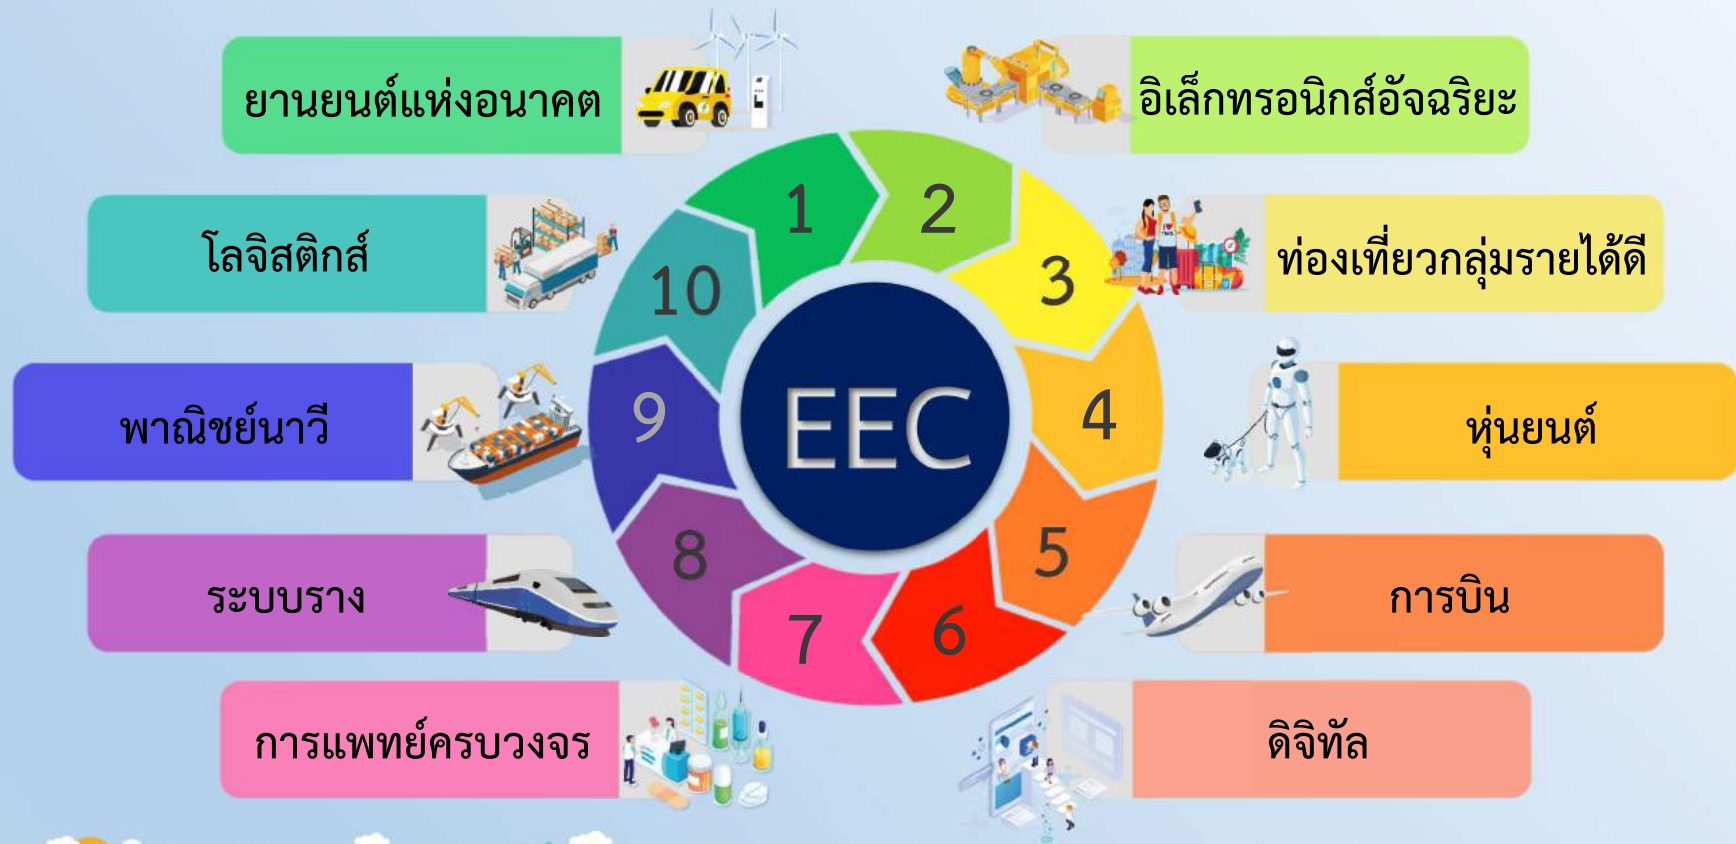 ยานยนต์แห่งอนาคต
อิเล็กทรอนิกส์อัจฉริยะ
โลจิสติกส์
ท่องเที่ยวกลุ่มรายได้ดี
พาณิชย์นาวี
หุ่นยนต์
ระบบราง
การบิน
การแพทย์ครบวงจร
ดิจิทัล
1
2
3
4
5
6
7
8
9
10
EEC